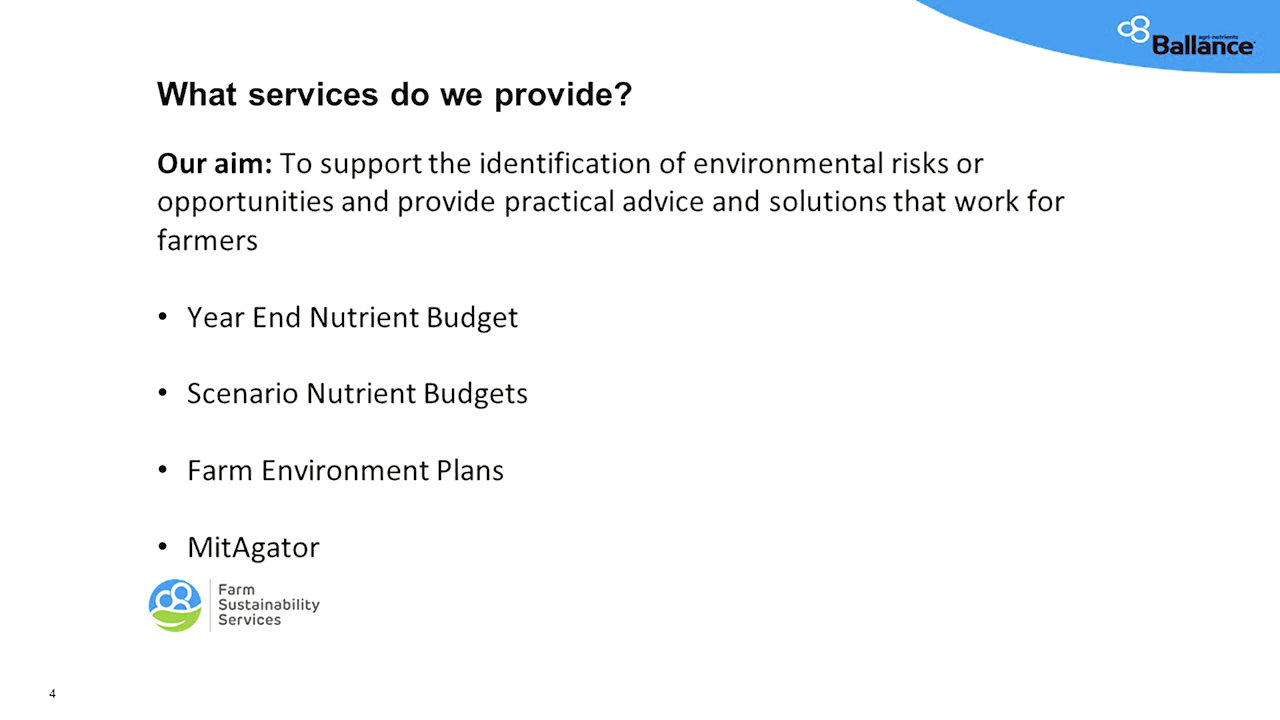 agri-nutrients
Ballance
What services do we provide?
Our aim: To support the identification of environmental risks or
opportunities and provide practical advice and solutions that work for
farmers
• Year End Nutrient Budget
• Scenario Nutrient Budgets
• Farm Environment Plans
• MitAgator
Farm
Sustainability
Services
4